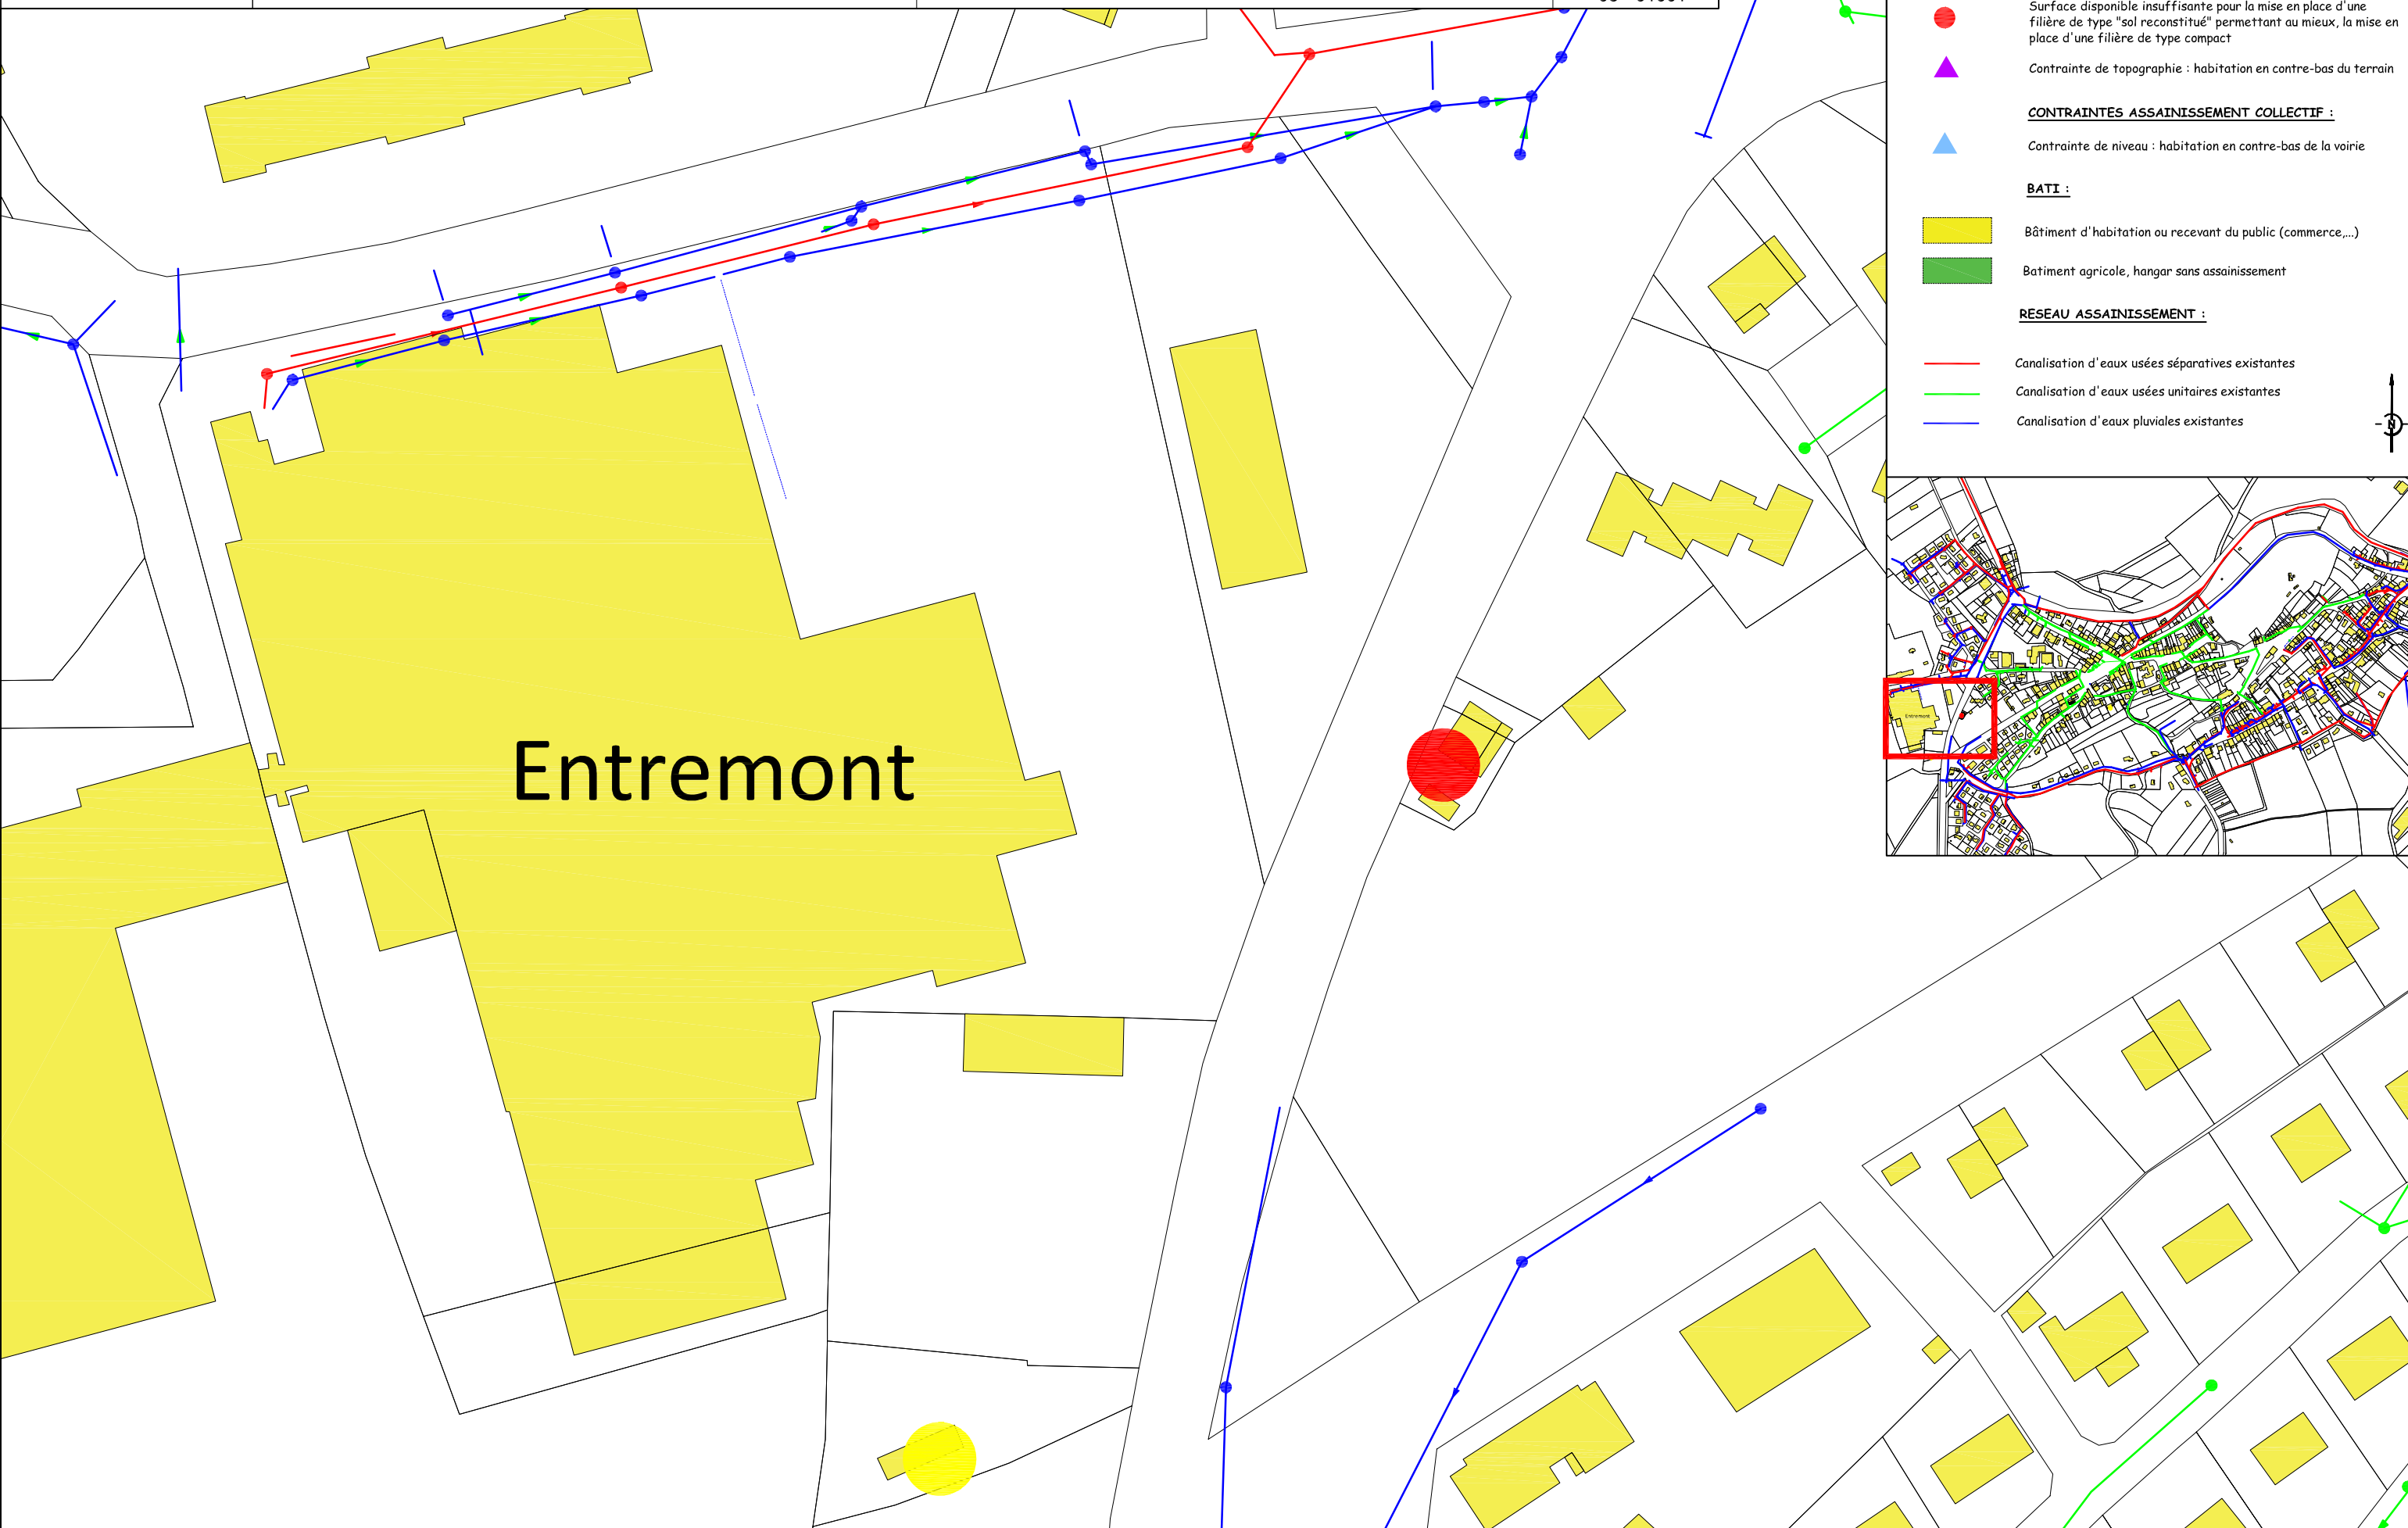 Surface disponible insuffisante pour la mise en place d'une
filière de type "sol reconstitué" permettant au mieux, la mise en
place d'une filière de type compact
Contrainte de topographie : habitation en contre-bas du terrain
CONTRAINTES ASSAINISSEMENT COLLECTIF :
Contrainte de niveau : habitation en contre-bas de la voirie
BATI :
Bâtiment d'habitation ou recevant du public (commerce,...)
Batiment agricole, hangar sans assainissement
RESEAU ASSAINISSEMENT :
Canalisation d'eaux usées séparatives existantes
Canalisation d'eaux usées unitaires existantes
Canalisation d'eaux pluviales existantes
N
Entremont
Entremont